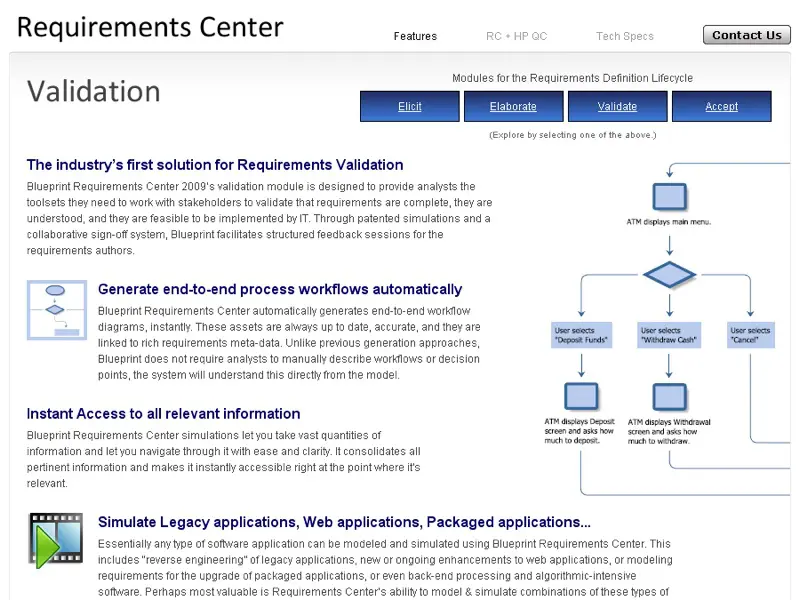 Requirements Center
Features
RC + HP QC
Tech Specs
Contact Us
Validation
Modules for the Requirements Definition Lifecycle
Elicit
Elaborate
Validate
Accept
(Explore by selecting one of the above.)
The industry's first solution for Requirements Validation
Blueprint Requirements Center 2009's validation module is designed to provide analysts the
toolsets they need to work with stakeholders to validate that requirements are complete, they are
understood, and they are feasible to be implemented by IT. Through patented simulations and a
collaborative sign-off system, Blueprint facilitates structured feedback sessions for the
requirements authors.
Generate end-to-end process workflows automatically
Blueprint Requirements Center automatically generates end-to-end workflow
diagrams, instantly. These assets are always up to date, accurate, and they are
linked to rich requirements meta-data. Unlike previous generation approaches,
Blueprint does not require analysts to manually describe workflows or decision
points, the system will understand this directly from the model.
Instant Access to all relevant information
Blueprint Requirements Center simulations let you take vast quantities of
information and let you navigate through it with ease and clarity. It consolidates all
pertinent information and makes it instantly accessible right at the point where it's
relevant.
ATM displays main menu.
User selects
"Deposit Funds"
User selects
"Withdraw Cash"
User selects
"Cancel"
ATM displays Deposit
screen and asks how
much to deposit.
ATM displays Withdrawal
screen and asks how
much to withdraw.
Simulate Legacy applications, Web applications, Packaged applications...
Essentially any type of software application can be modeled and simulated using Blueprint Requirements Center. This
includes "reverse engineering" of legacy applications, new or ongoing enhancements to web applications, or modeling
requirements for the upgrade of packaged applications, or even back-end processing and algorithmic-intensive
software. Perhaps most valuable is Requirements Center's ability to model & simulate combinations of these types of